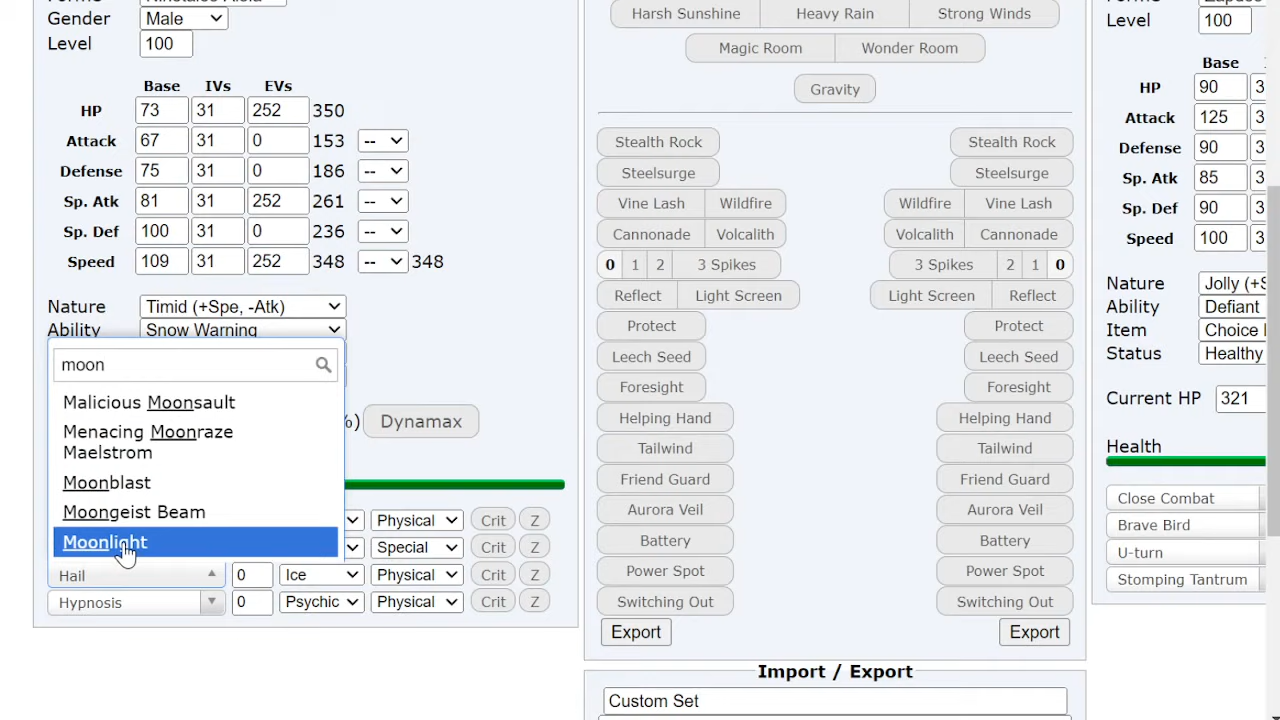 Gender Male
Level 100
Base IVs EVs
HP 73 31 252 350
Attack 67 31 0 153 --
Defense 75 31 0 186 --
Sp. Atk 81 31 252 261 --
Sp. Def 100 31 0 236 --
Speed 109 31 252 348 -- 348
Nature Timid (+Spe, -Atk)
Ability Snow Warning
moon
Malicious Moonsault
Menacing Moonraze
Maelstrom
Moonblast
Moongeist Beam
Moonlight
%) Dynamax
Physical Crit Z
Special Crit Z
Hail 0 Ice Physical Crit Z
Hypnosis 0 Psychic Physical Crit Z
Harsh Sunshine Heavy Rain Strong Winds
Magic Room Wonder Room
Gravity
Stealth Rock Stealth Rock
Steelsurge Steelsurge
Vine Lash Wildfire Wildfire Vine Lash
Cannonade Volcalith Volcalith Cannonade
0 1 2 3 Spikes 3 Spikes 2 1 0
Reflect Light Screen Light Screen Reflect
Protect Protect
Leech Seed Leech Seed
Foresight Foresight
Helping Hand Helping Hand
Tailwind Tailwind
Friend Guard Friend Guard
Aurora Veil Aurora Veil
Battery Battery
Power Spot Power Spot
Switching Out Switching Out
Export Export
Import / Export
Custom Set
Level 100
Base
HP 90 3
Attack 125 3
Defense 90 3
Sp. Atk 85 3
Sp. Def 90 3
Speed 100 3
Nature Jolly (+S
Ability Defiant
Item Choice
Status Healthy
Current HP 321
Health
Close Combat
Brave Bird
U-turn
Stomping Tantrum